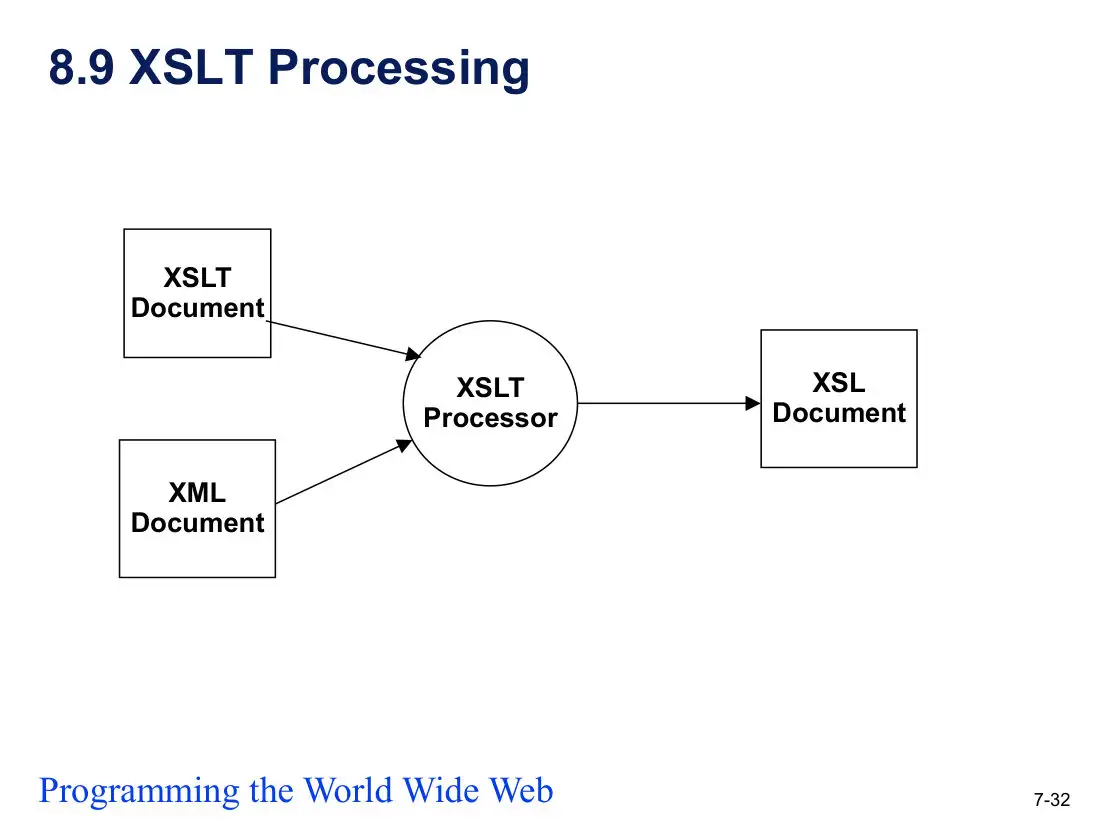 8.9 XSLT Processing
XSLT
Document
XML
Document
XSLT
Processor
XSL
Document
Programming the World Wide Web
7-32